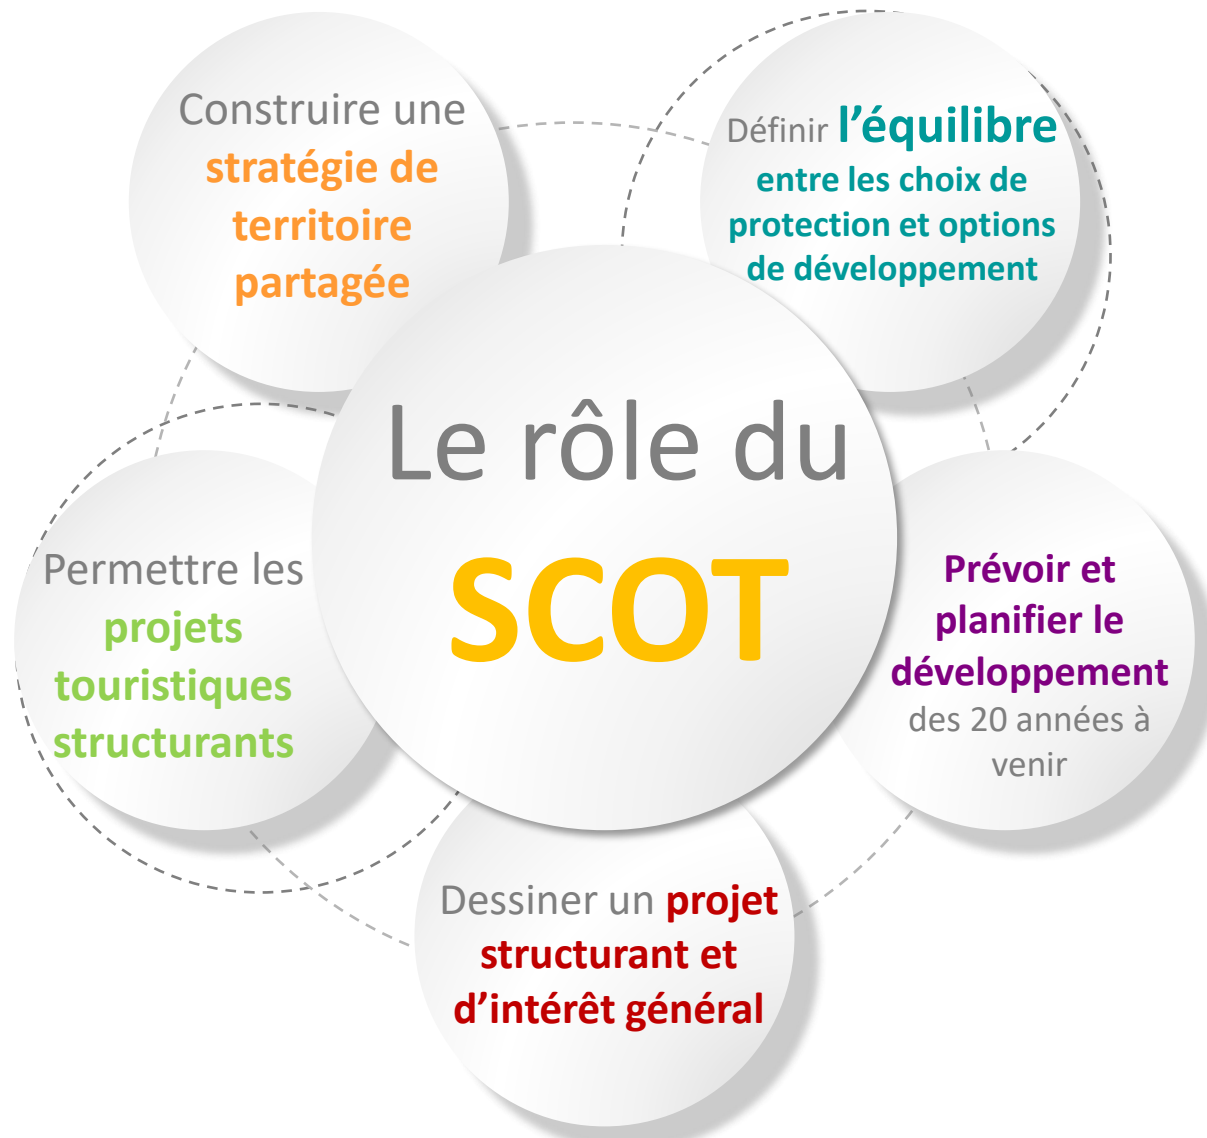 Construire une
stratégie de
territoire
partagée
Définir l’équilibre
entre les choix de
protection et options
de développement
Le rôle du
SCOT
Permettre les
projets
touristiques
structurants
Prévoir et
planifier le
développement
des 20 années à
venir
Dessiner un projet
structurant et
d’intérêt général